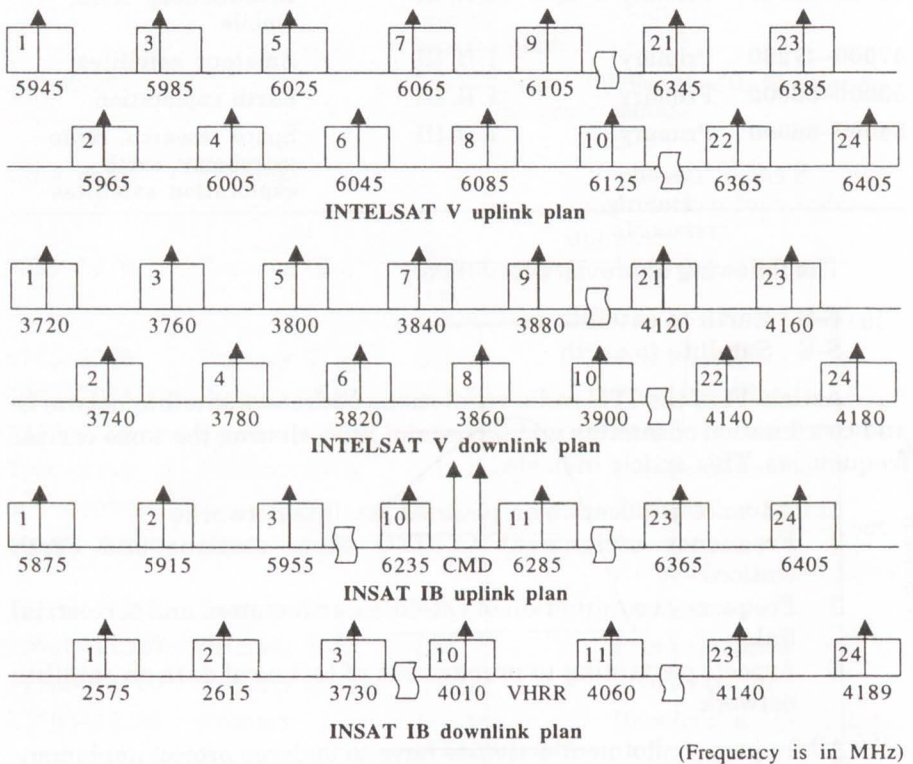 1 3 5 7 9 21 23
5945 5985 6025 6065 6105 6345 6385
2 4 6 8 10 22 24
5965 6005 6045 6085 6125 6365 6405
INTELSAT V uplink plan
1 3 5 7 9 21 23
3720 3760 3800 3840 3880 4120 4160
2 4 6 8 10 22 24
3740 3780 3820 3860 3900 4140 4180
INTELSAT V downlink plan
1 2 3 10 11 23 24
5875 5915 5955 6235 CMD 6285 6365 6405
INSAT IB uplink plan
1 2 3 10 11 23 24
2575 2615 3730 4010 VHRR 4060 4140 4189
INSAT IB downlink plan
(Frequency is in MHz)